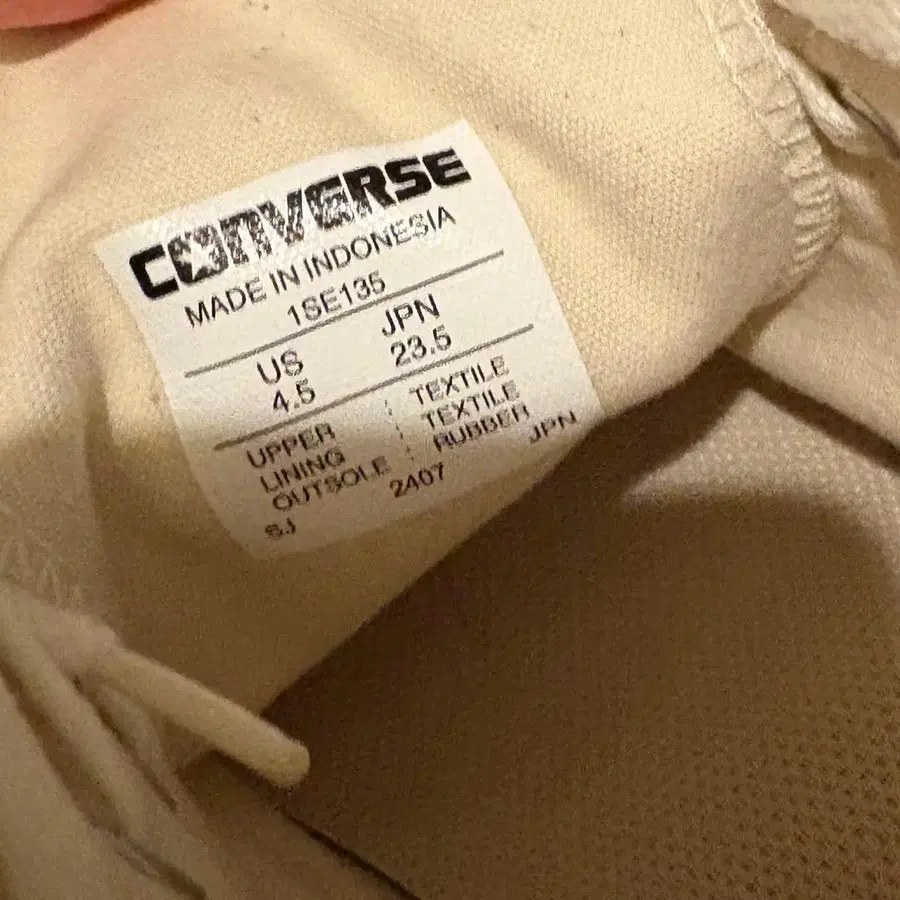 CONVERSE
MADE IN INDONESIA
1SE135
US JPN
4.5 23.5
UPPER : TEXTILE
LINING : TEXTILE
OUTSOLE : RUBBER
SJ 2407 JPN